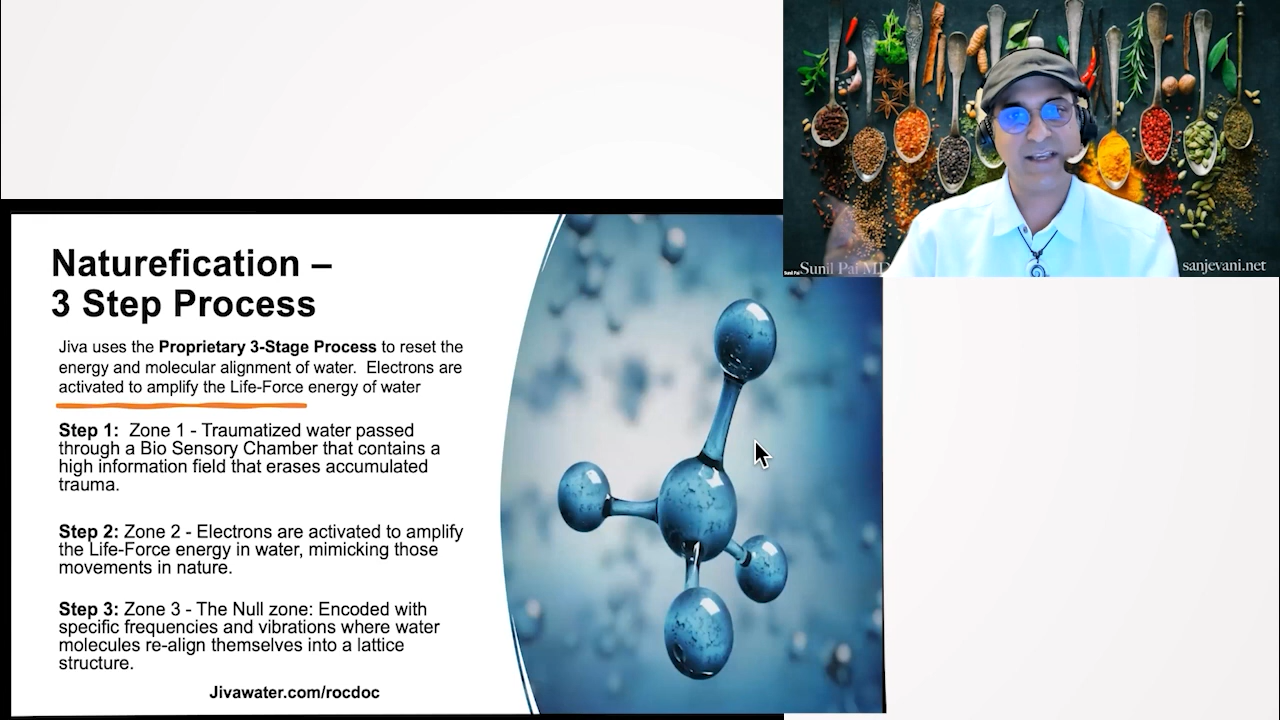 Naturefication –
3 Step Process
Jiva uses the Proprietary 3-Stage Process to reset the
energy and molecular alignment of water. Electrons are
activated to amplify the Life-Force energy of water
Step 1: Zone 1 - Traumatized water passed
through a Bio Sensory Chamber that contains a
high information field that erases accumulated
trauma.
Step 2: Zone 2 - Electrons are activated to amplify
the Life-Force energy in water, mimicking those
movements in nature.
Step 3: Zone 3 - The Null zone: Encoded with
specific frequencies and vibrations where water
molecules re-align themselves into a lattice
structure.
Jivawater.com/rocdoc
Sunil Pai
Sunil Pai MD
sanjevani.net